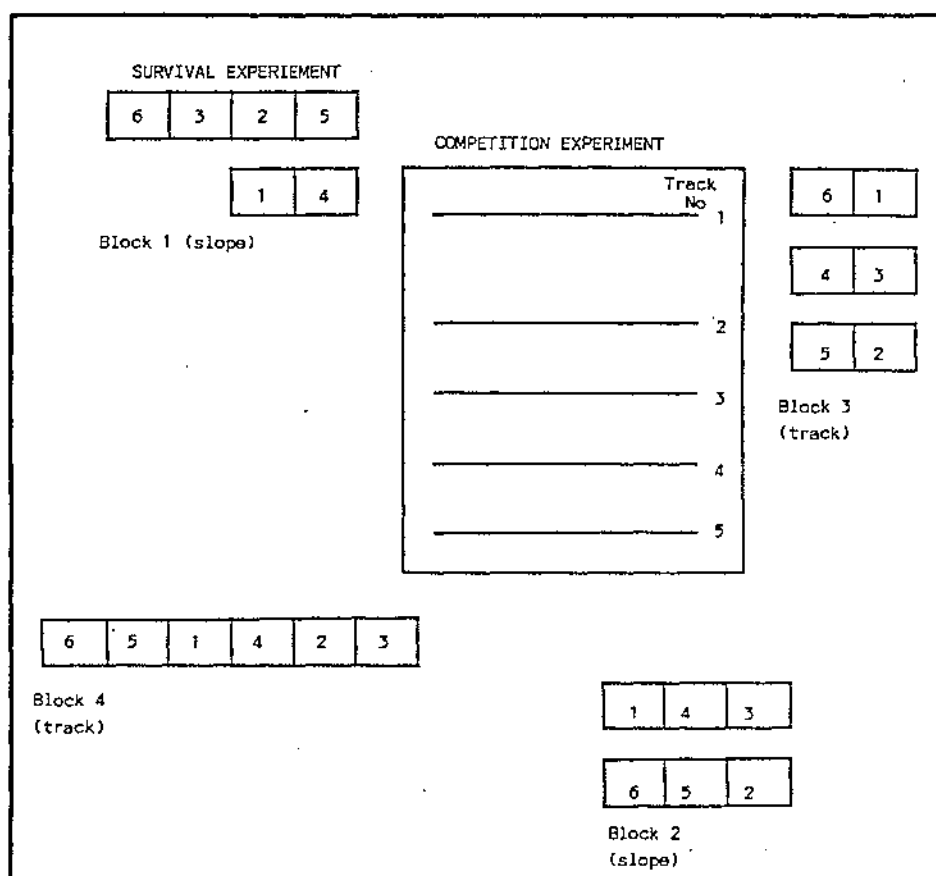 SURVIVAL EXPERIEMENT
6 3 2 5
1 4
Block 1 (slope)
COMPETITION EXPERIMENT
Track
No
1
2
3
4
5
6 1
4 3
5 2
Block 3
(track)
6 5 1 4 2 3
Block 4
(track)
1 4 3
6 5 2
Block 2
(slope)